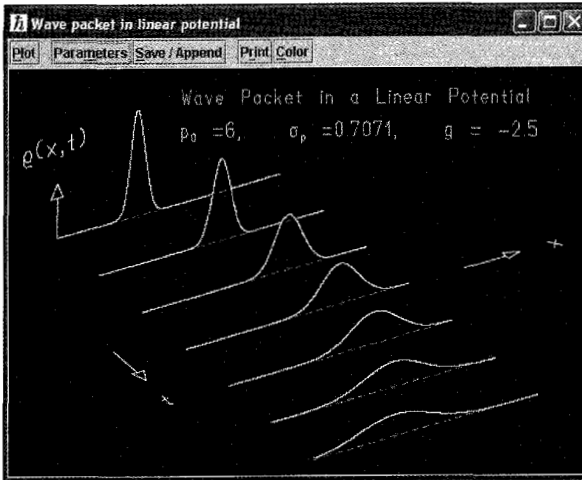 ħ Wave packet in linear potential
Plot Parameters Save / Append Print Color
Wave Packet in a Linear Potential
p₀ =6, σₚ =0.7071, g = −2.5
ϱ(x,t)